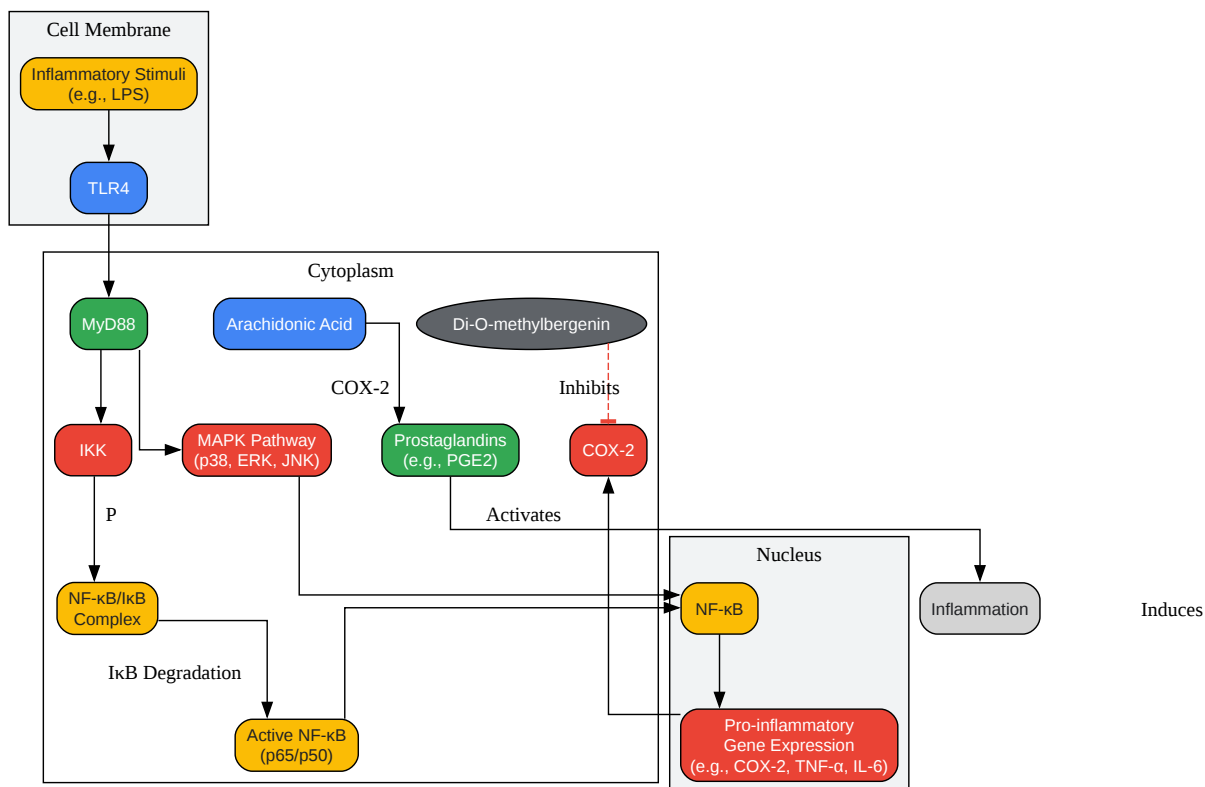 Cell Membrane
Inflammatory Stimuli
(e.g., LPS)
TLR4
Cytoplasm
MyD88
Arachidonic Acid
Di-O-methylbergenin
COX-2
Inhibits
IKK
MAPK Pathway
(p38, ERK, JNK)
Prostaglandins
(e.g., PGE2)
COX-2
P
Activates
Nucleus
NF-κB/IκB
Complex
NF-κB
Inflammation
Induces
IκB Degradation
Active NF-κB
(p65/p50)
Pro-inflammatory
Gene Expression
(e.g., COX-2, TNF-α, IL-6)